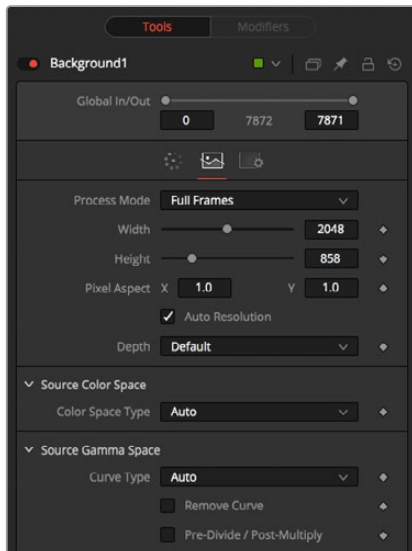 Tools Modifiers
Background1
Global In/Out
0 7872 7871
Process Mode Full Frames
Width 2048
Height 858
Pixel Aspect X 1.0 Y 1.0
Auto Resolution
Depth Default
Source Color Space
Color Space Type Auto
Source Gamma Space
Curve Type Auto
Remove Curve
Pre-Divide / Post-Multiply